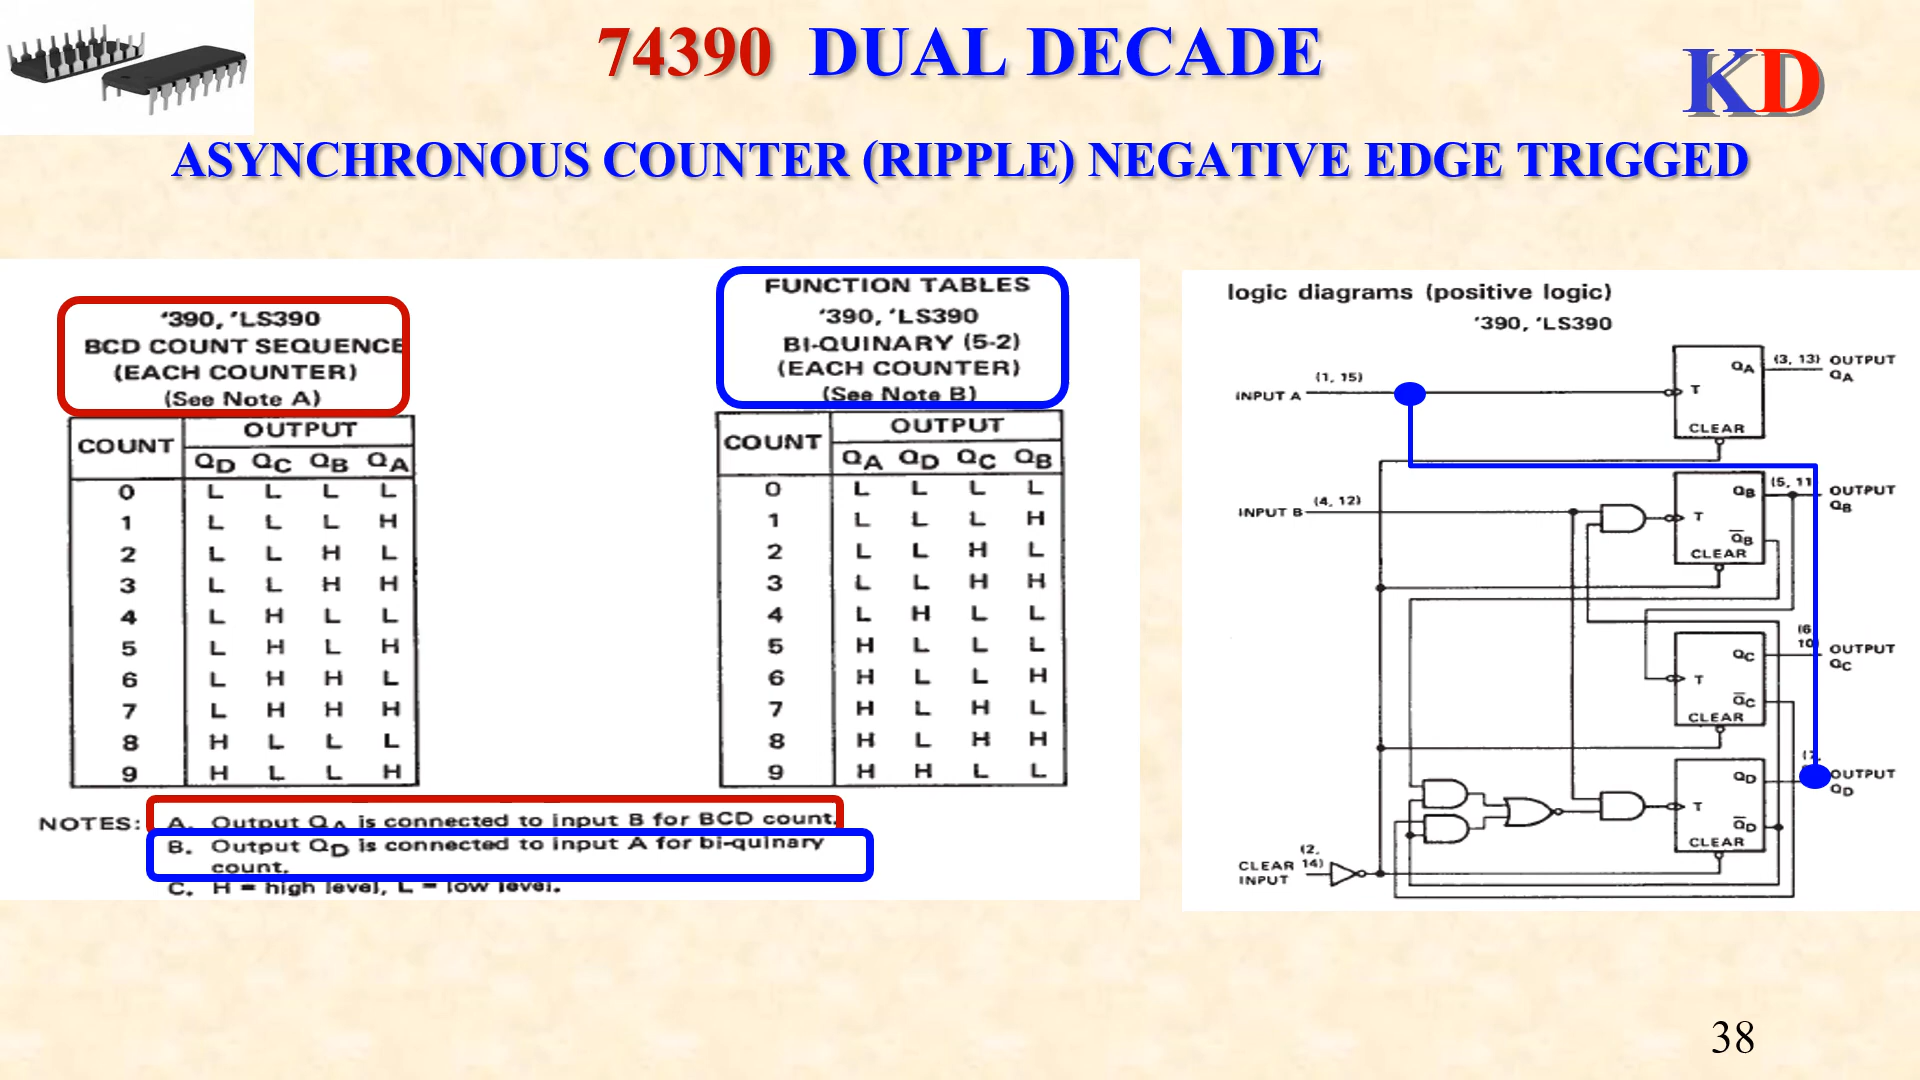 74390 DUAL DECADE
KD
ASYNCHRONOUS COUNTER (RIPPLE) NEGATIVE EDGE TRIGGED
'390, 'LS390
BCD COUNT SEQUENCE
(EACH COUNTER)
(See Note A)
COUNT OUTPUT
QD QC QB QA
0 L L L L
1 L L L H
2 L L H L
3 L L H H
4 L H L L
5 L H L H
6 L H H L
7 L H H H
8 H L L L
9 H L L H
FUNCTION TABLES
'390, 'LS390
BI-QUINARY (5-2)
(EACH COUNTER)
(See Note B)
COUNT OUTPUT
QA QD QC QB
0 L L L L
1 L L L H
2 L L H L
3 L L H H
4 L H L L
5 H L L L
6 H L L H
7 H L H L
8 H L H H
9 H H L L
NOTES: A. Output QA is connected to input B for BCD count.
B. Output QD is connected to input A for bi-quinary
count.
C. H = high level, L = low level.
logic diagrams (positive logic)
'390, 'LS390
INPUT A (1, 15)
T QA CLEAR
(3, 13) OUTPUT
QA
INPUT B (4, 12)
T QB Q̅B CLEAR
(5, 11 OUTPUT
QB
T QC Q̅C CLEAR
(6
10) OUTPUT
QC
T QD Q̅D CLEAR
(7, OUTPUT
QD
CLEAR (2,
INPUT 14)
38